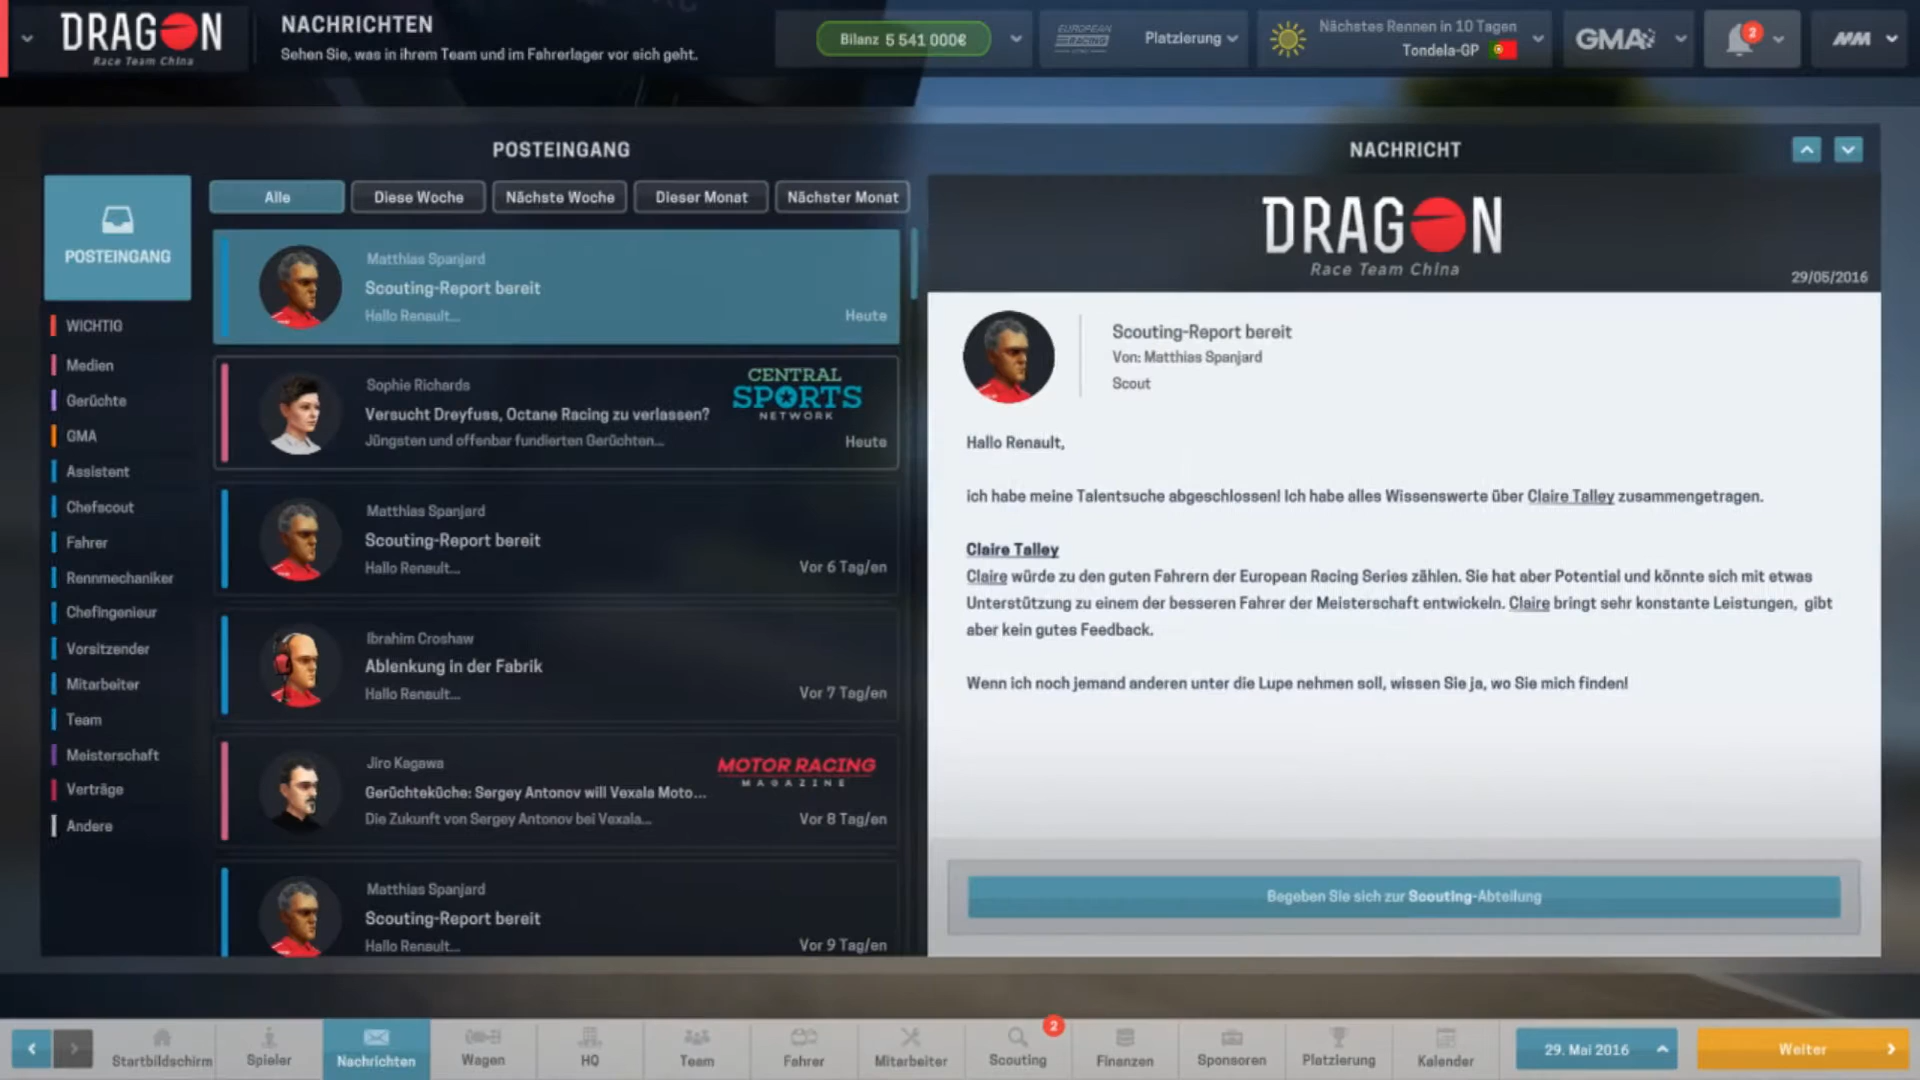 DRAGON
Race Team China
NACHRICHTEN
Sehen Sie, was in ihrem Team und im Fahrerlager vor sich geht.
Bilanz 5 541 000€
EUROPEAN
RACING
Platzierung
Nächstes Rennen in 10 Tagen
Tondela-GP
GMA
2
MM
POSTEINGANG
NACHRICHT
POSTEINGANG
Alle
Diese Woche
Nächste Woche
Dieser Monat
Nächster Monat
WICHTIG
Medien
Gerüchte
GMA
Assistent
Chefscout
Fahrer
Rennmechaniker
Chefingenieur
Vorsitzender
Mitarbeiter
Team
Meisterschaft
Verträge
Andere
Matthias Spanjard
Scouting-Report bereit
Hallo Renault...
Heute
Sophie Richards
Versucht Dreyfuss, Octane Racing zu verlassen?
Jüngsten und offenbar fundierten Gerüchten...
CENTRAL
SPORTS
NETWORK
Heute
Matthias Spanjard
Scouting-Report bereit
Hallo Renault...
Vor 6 Tag/en
Ibrahim Croshaw
Ablenkung in der Fabrik
Hallo Renault...
Vor 7 Tag/en
Jiro Kagawa
Gerüchteküche: Sergey Antonov will Vexala Moto...
Die Zukunft von Sergey Antonov bei Vexala...
MOTOR RACING
MAGAZINE
Vor 8 Tag/en
Matthias Spanjard
Scouting-Report bereit
Hallo Renault...
Vor 9 Tag/en
DRAGON
Race Team China
29/05/2016
Scouting-Report bereit
Von: Matthias Spanjard
Scout
Hallo Renault,
ich habe meine Talentsuche abgeschlossen! Ich habe alles Wissenswerte über Claire Talley zusammengetragen.
Claire Talley
Claire würde zu den guten Fahrern der European Racing Series zählen. Sie hat aber Potential und könnte sich mit etwas
Unterstützung zu einem der besseren Fahrer der Meisterschaft entwickeln. Claire bringt sehr konstante Leistungen, gibt
aber kein gutes Feedback.
Wenn ich noch jemand anderen unter die Lupe nehmen soll, wissen Sie ja, wo Sie mich finden!
Begeben Sie sich zur Scouting-Abteilung
Startbildschirm
Spieler
Nachrichten
Wagen
HQ
Team
Fahrer
Mitarbeiter
Scouting
2
Finanzen
Sponsoren
Platzierung
Kalender
29. Mai 2016
Weiter